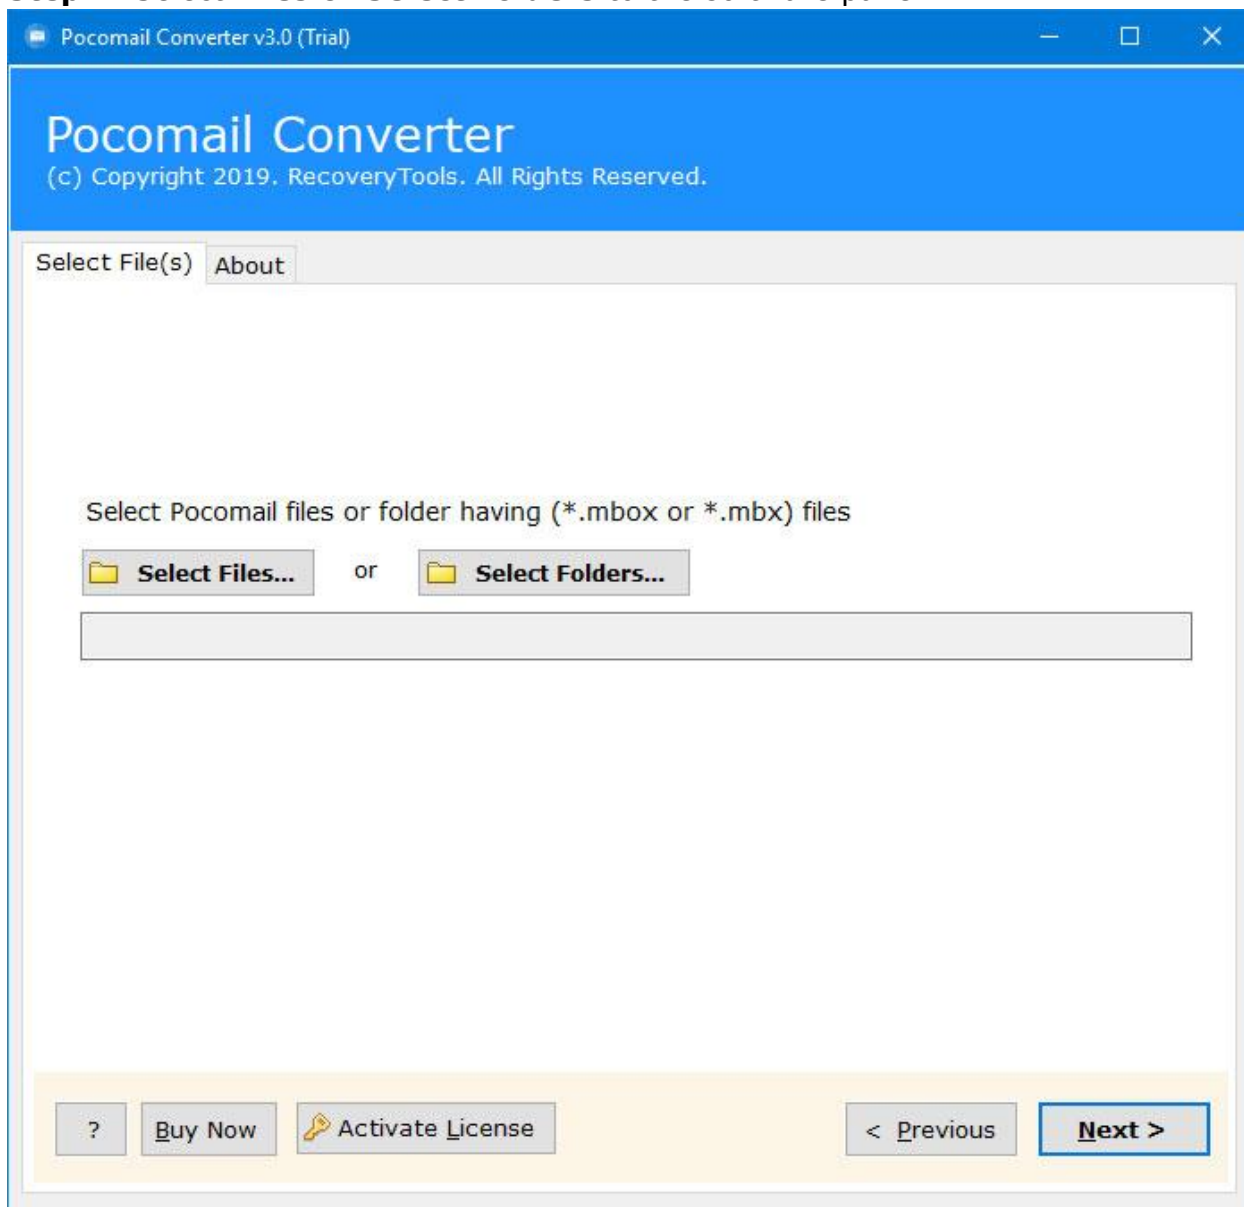 Pocomail Converter v3.0 (Trial)
Pocomail Converter
(c) Copyright 2019. RecoveryTools. All Rights Reserved.
Select File(s) About
Select Pocomail files or folder having (*.mbox or *.mbx) files
Select Files... or Select Folders...
? Buy Now Activate License < Previous Next >